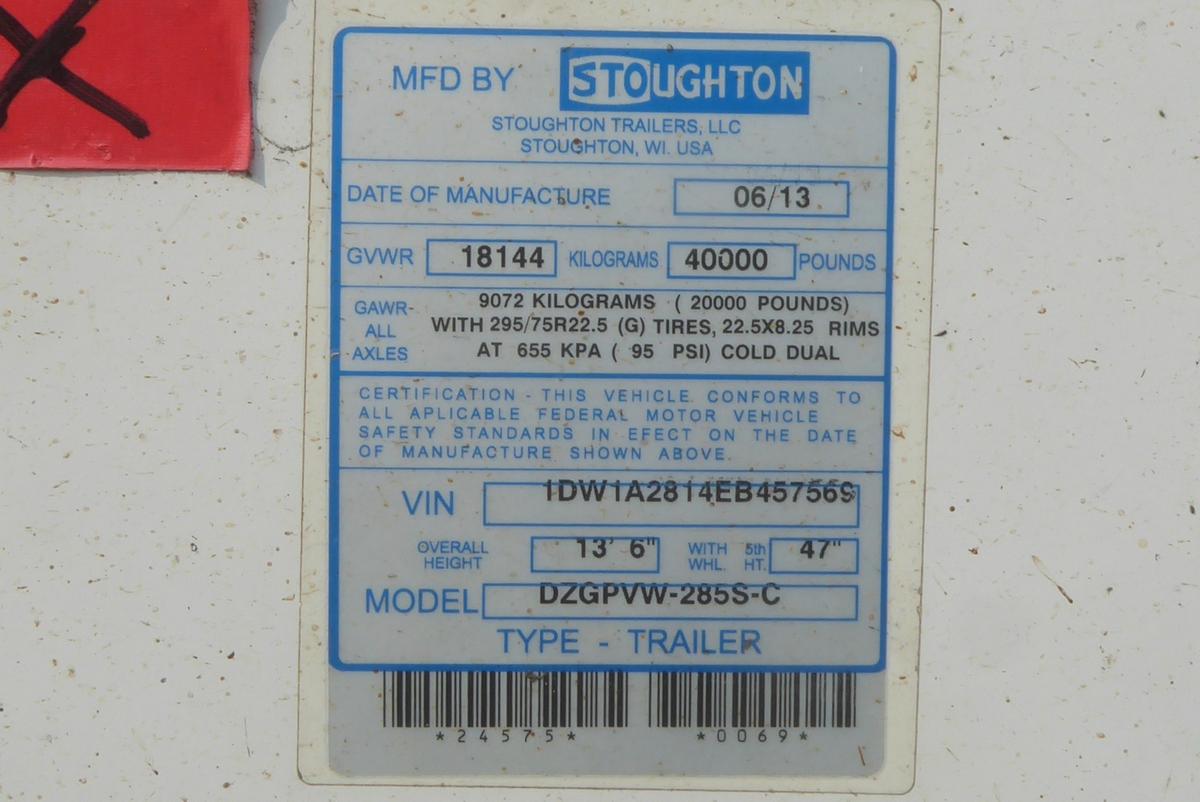 MFD BY STOUGHTON
STOUGHTON TRAILERS, LLC
STOUGHTON, WI. USA
DATE OF MANUFACTURE 06/13
GVWR 18144 KILOGRAMS 40000 POUNDS
GAWR- ALL AXLES
9072 KILOGRAMS ( 20000 POUNDS)
WITH 295/75R22.5 (G) TIRES, 22.5X8.25 RIMS
AT 655 KPA ( 95 PSI) COLD DUAL
CERTIFICATION - THIS VEHICLE CONFORMS TO
ALL APLICABLE FEDERAL MOTOR VEHICLE
SAFETY STANDARDS IN EFECT ON THE DATE
OF MANUFACTURE SHOWN ABOVE.
VIN 1DW1A2814EB457569
OVERALL HEIGHT 13' 6" WITH 5th WHL. HT. 47"
MODEL DZGPVW-285S-C
TYPE - TRAILER
*24575* *0069*